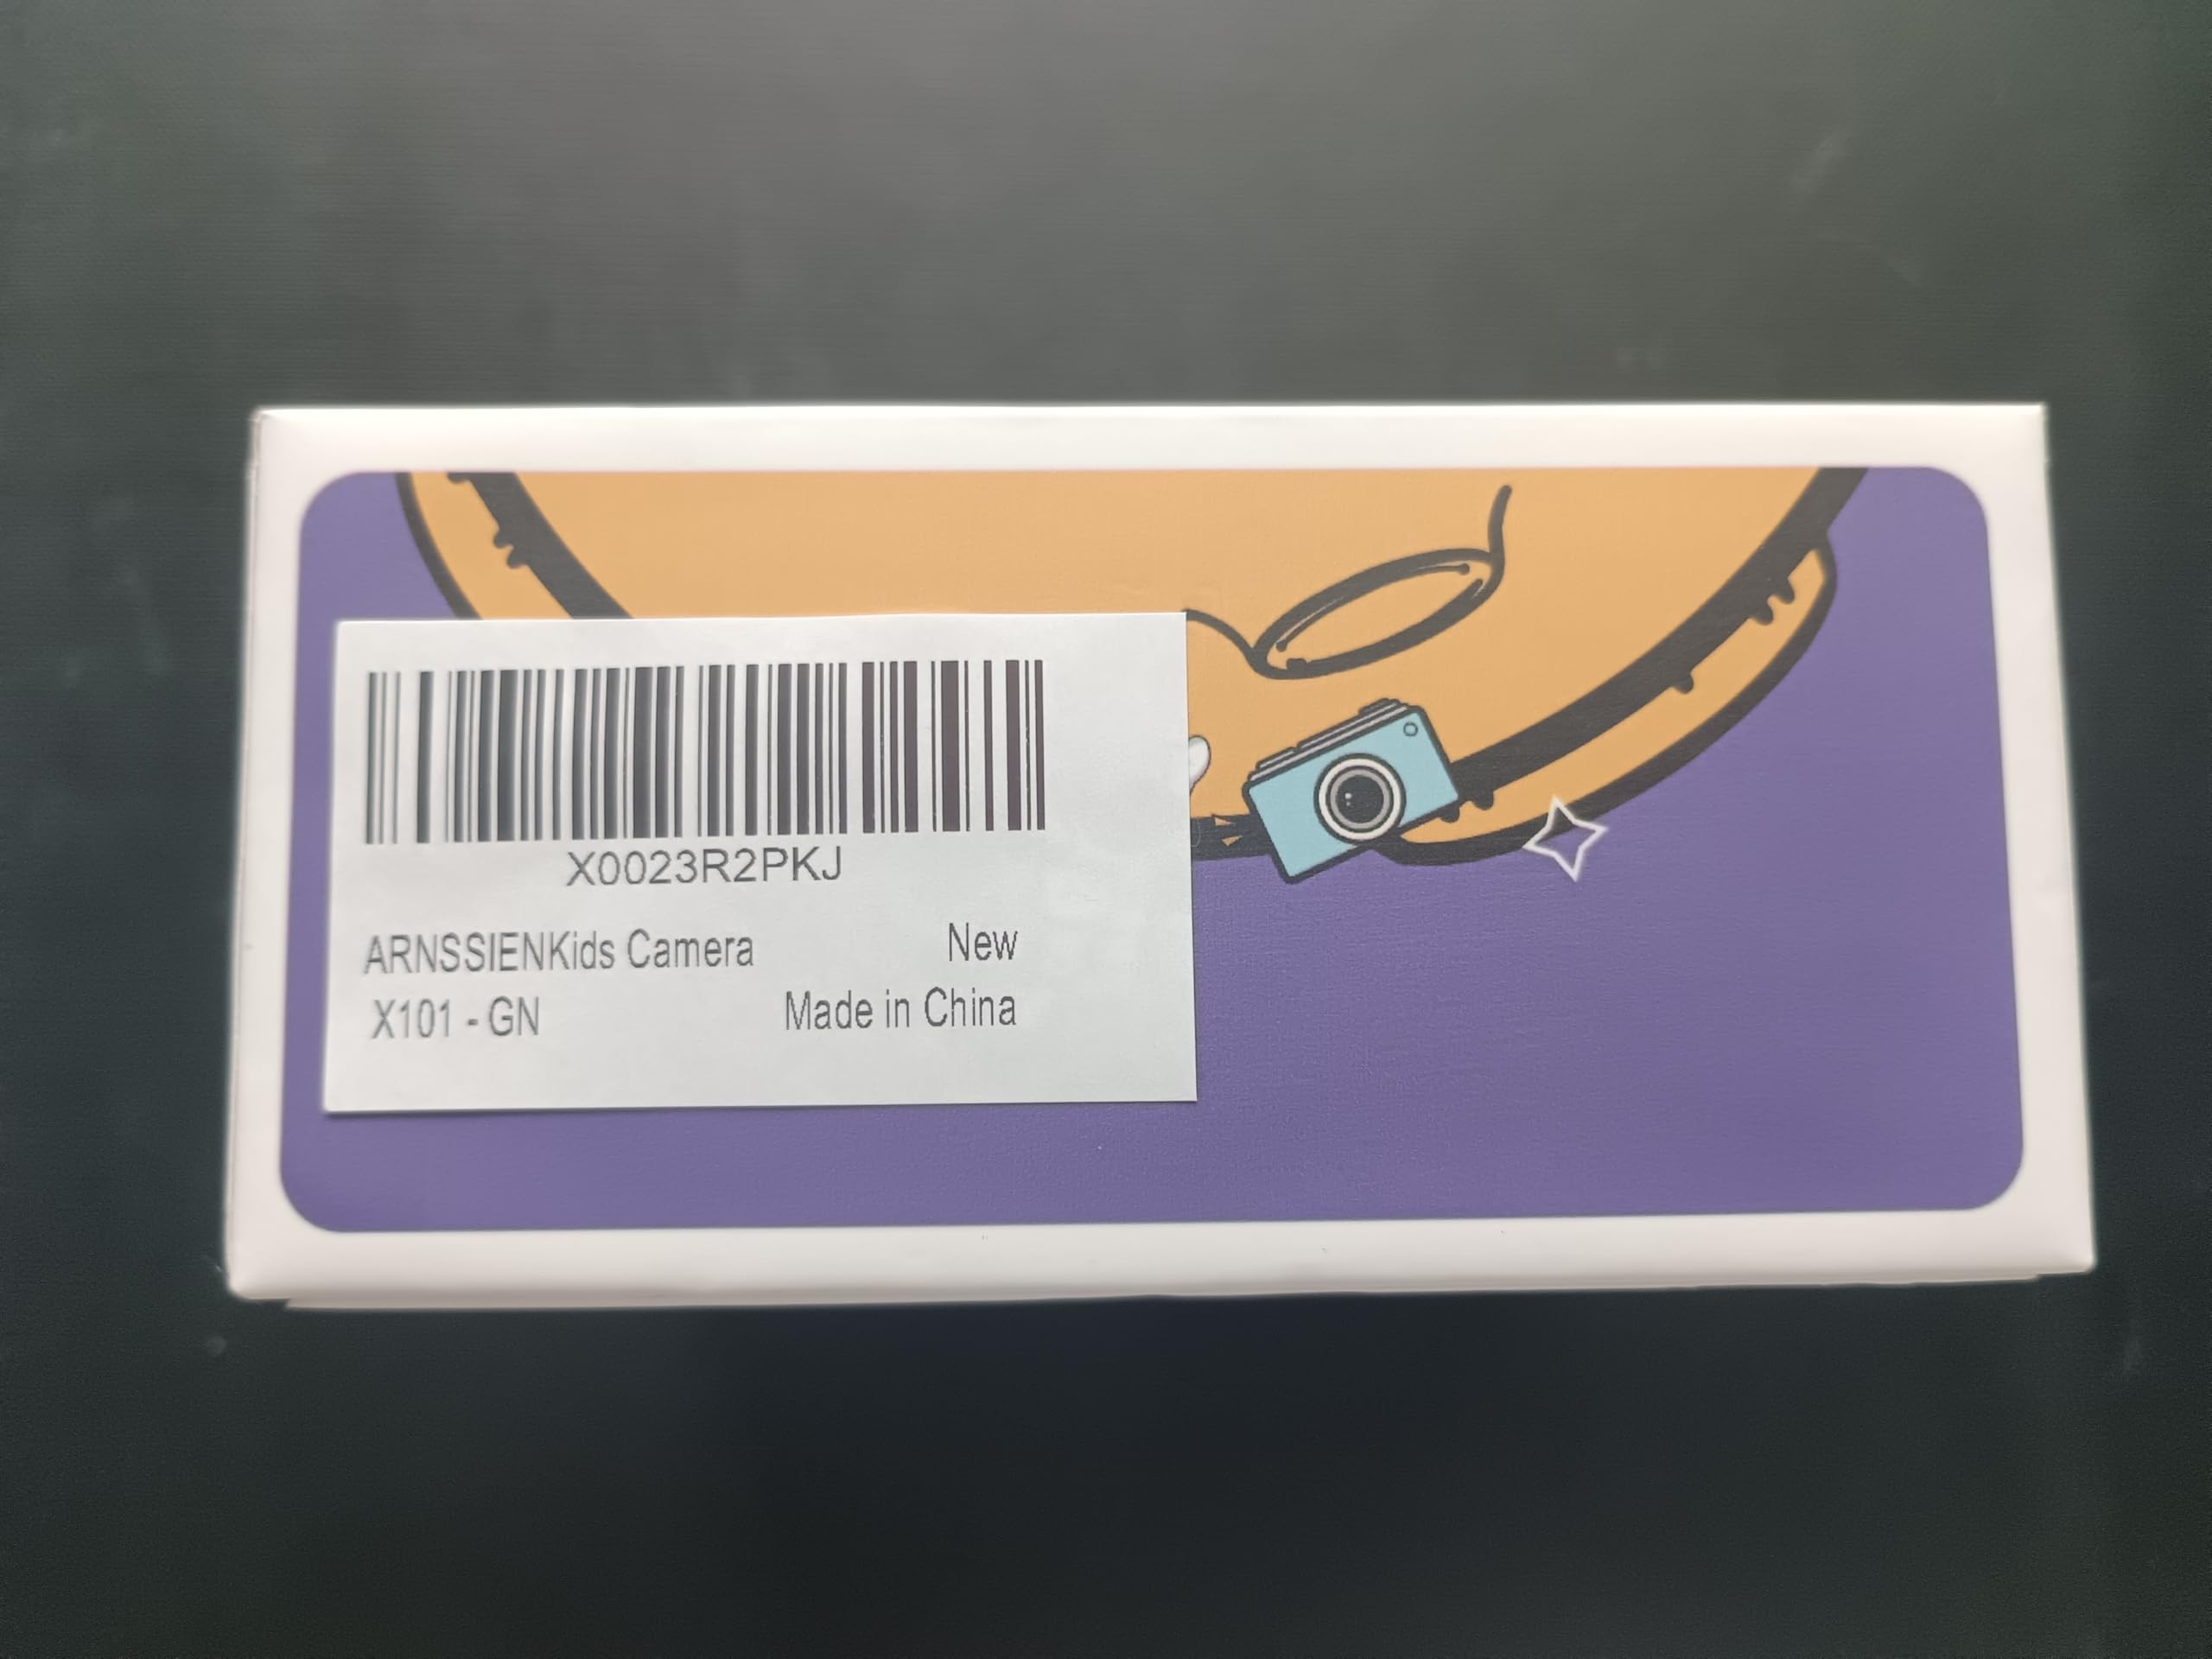 X0023R2PKJ
ARNSSIENKids Camera New
X101 - GN Made in China